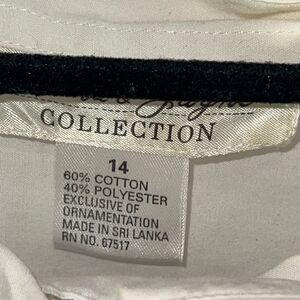 COLLECTION
14
60% COTTON
40% POLYESTER
EXCLUSIVE OF
ORNAMENTATION
MADE IN SRI LANKA
RN NO. 67517